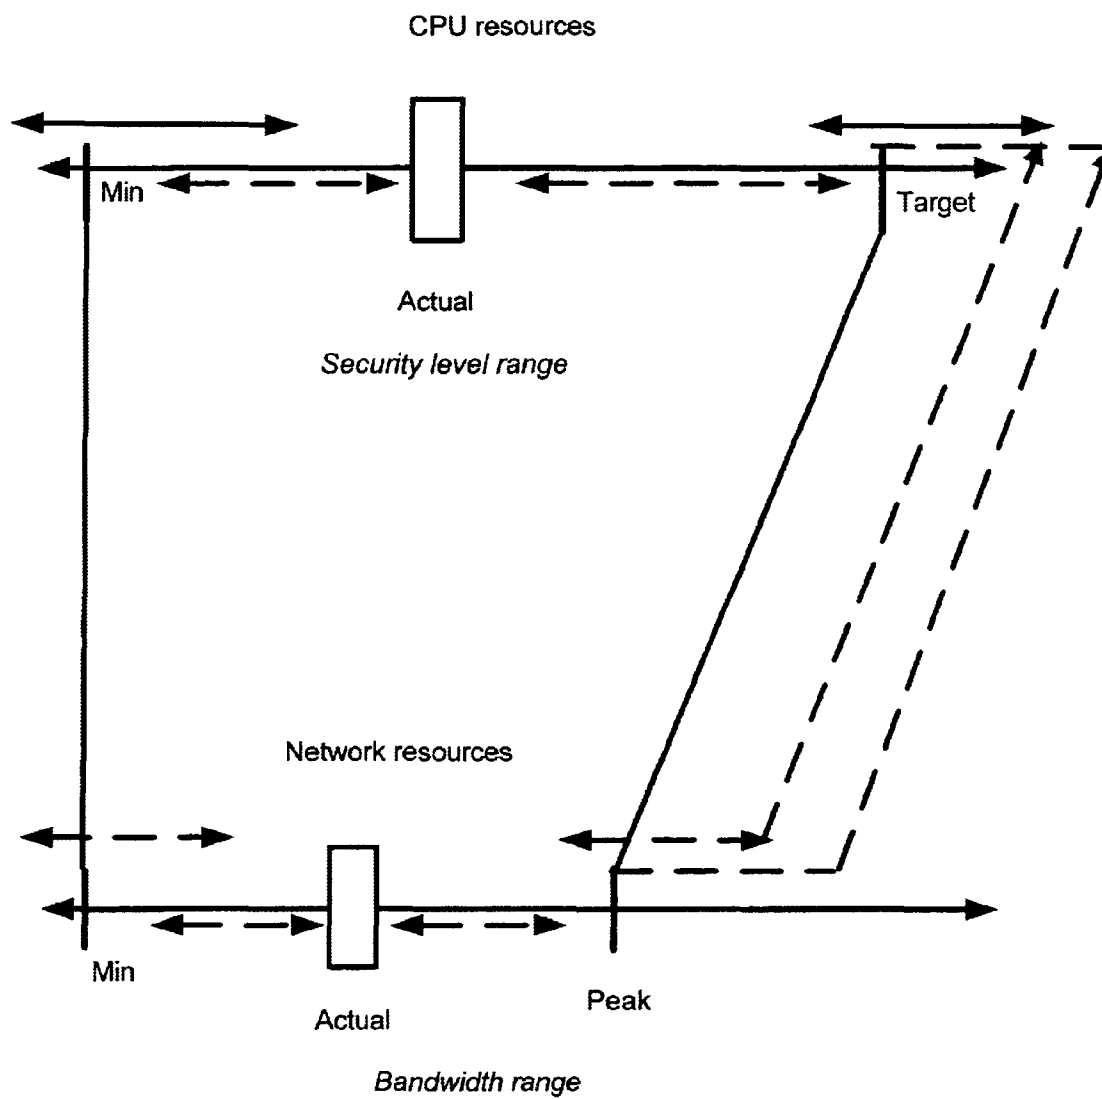 CPU resources
Min
Target
Actual
Security level range
Network resources
Min
Peak
Actual
Bandwidth range